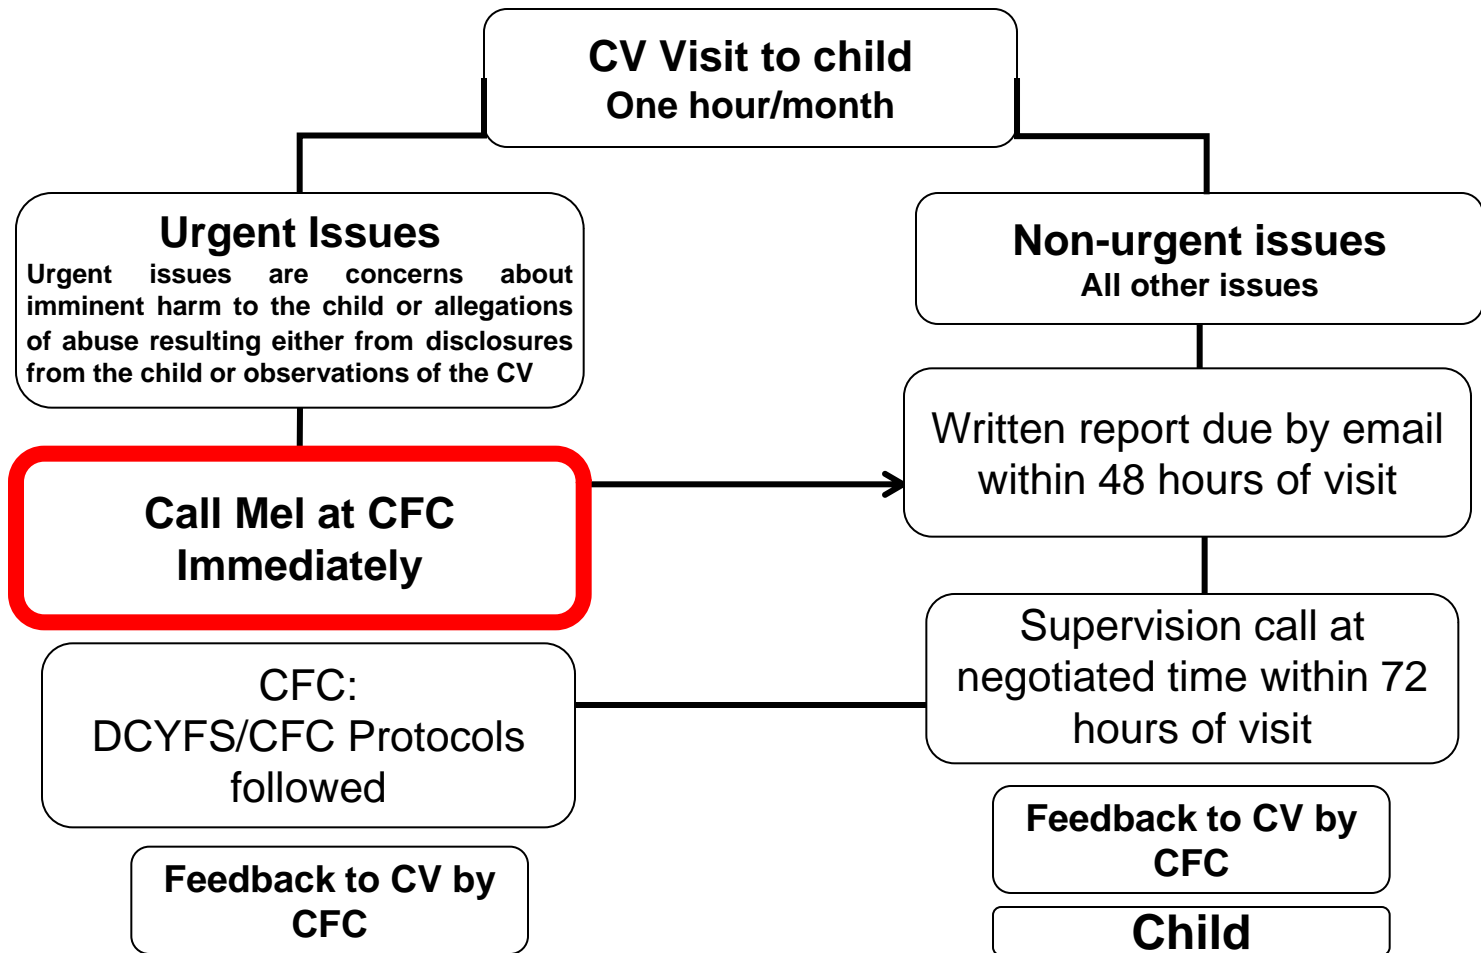 CV Visit to child
One hour/month
Urgent Issues
Urgent issues are concerns about
imminent harm to the child or allegations
of abuse resulting either from disclosures
from the child or observations of the CV
Non-urgent issues
All other issues
Call Mel at CFC
Immediately
Written report due by email
within 48 hours of visit
CFC:
DCYFS/CFC Protocols
followed
Supervision call at
negotiated time within 72
hours of visit
Feedback to CV by
CFC
Feedback to CV by
CFC
Child